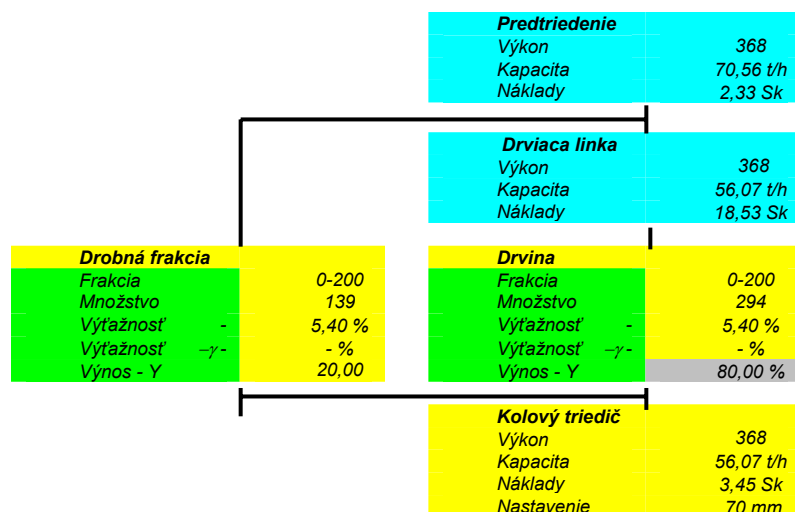 Predtriedenie
Výkon 368
Kapacita 70,56 t/h
Náklady 2,33 Sk
Drviaca linka
Výkon 368
Kapacita 56,07 t/h
Náklady 18,53 Sk
Drobná frakcia
Frakcia 0-200
Množstvo 139
Výťažnosť - 5,40 %
Výťažnosť –γ - - %
Výnos - Y 20,00
Drvina
Frakcia 0-200
Množstvo 294
Výťažnosť - 5,40 %
Výťažnosť –γ - - %
Výnos - Y 80,00 %
Kolový triedič
Výkon 368
Kapacita 56,07 t/h
Náklady 3,45 Sk
Nastavenie 70 mm